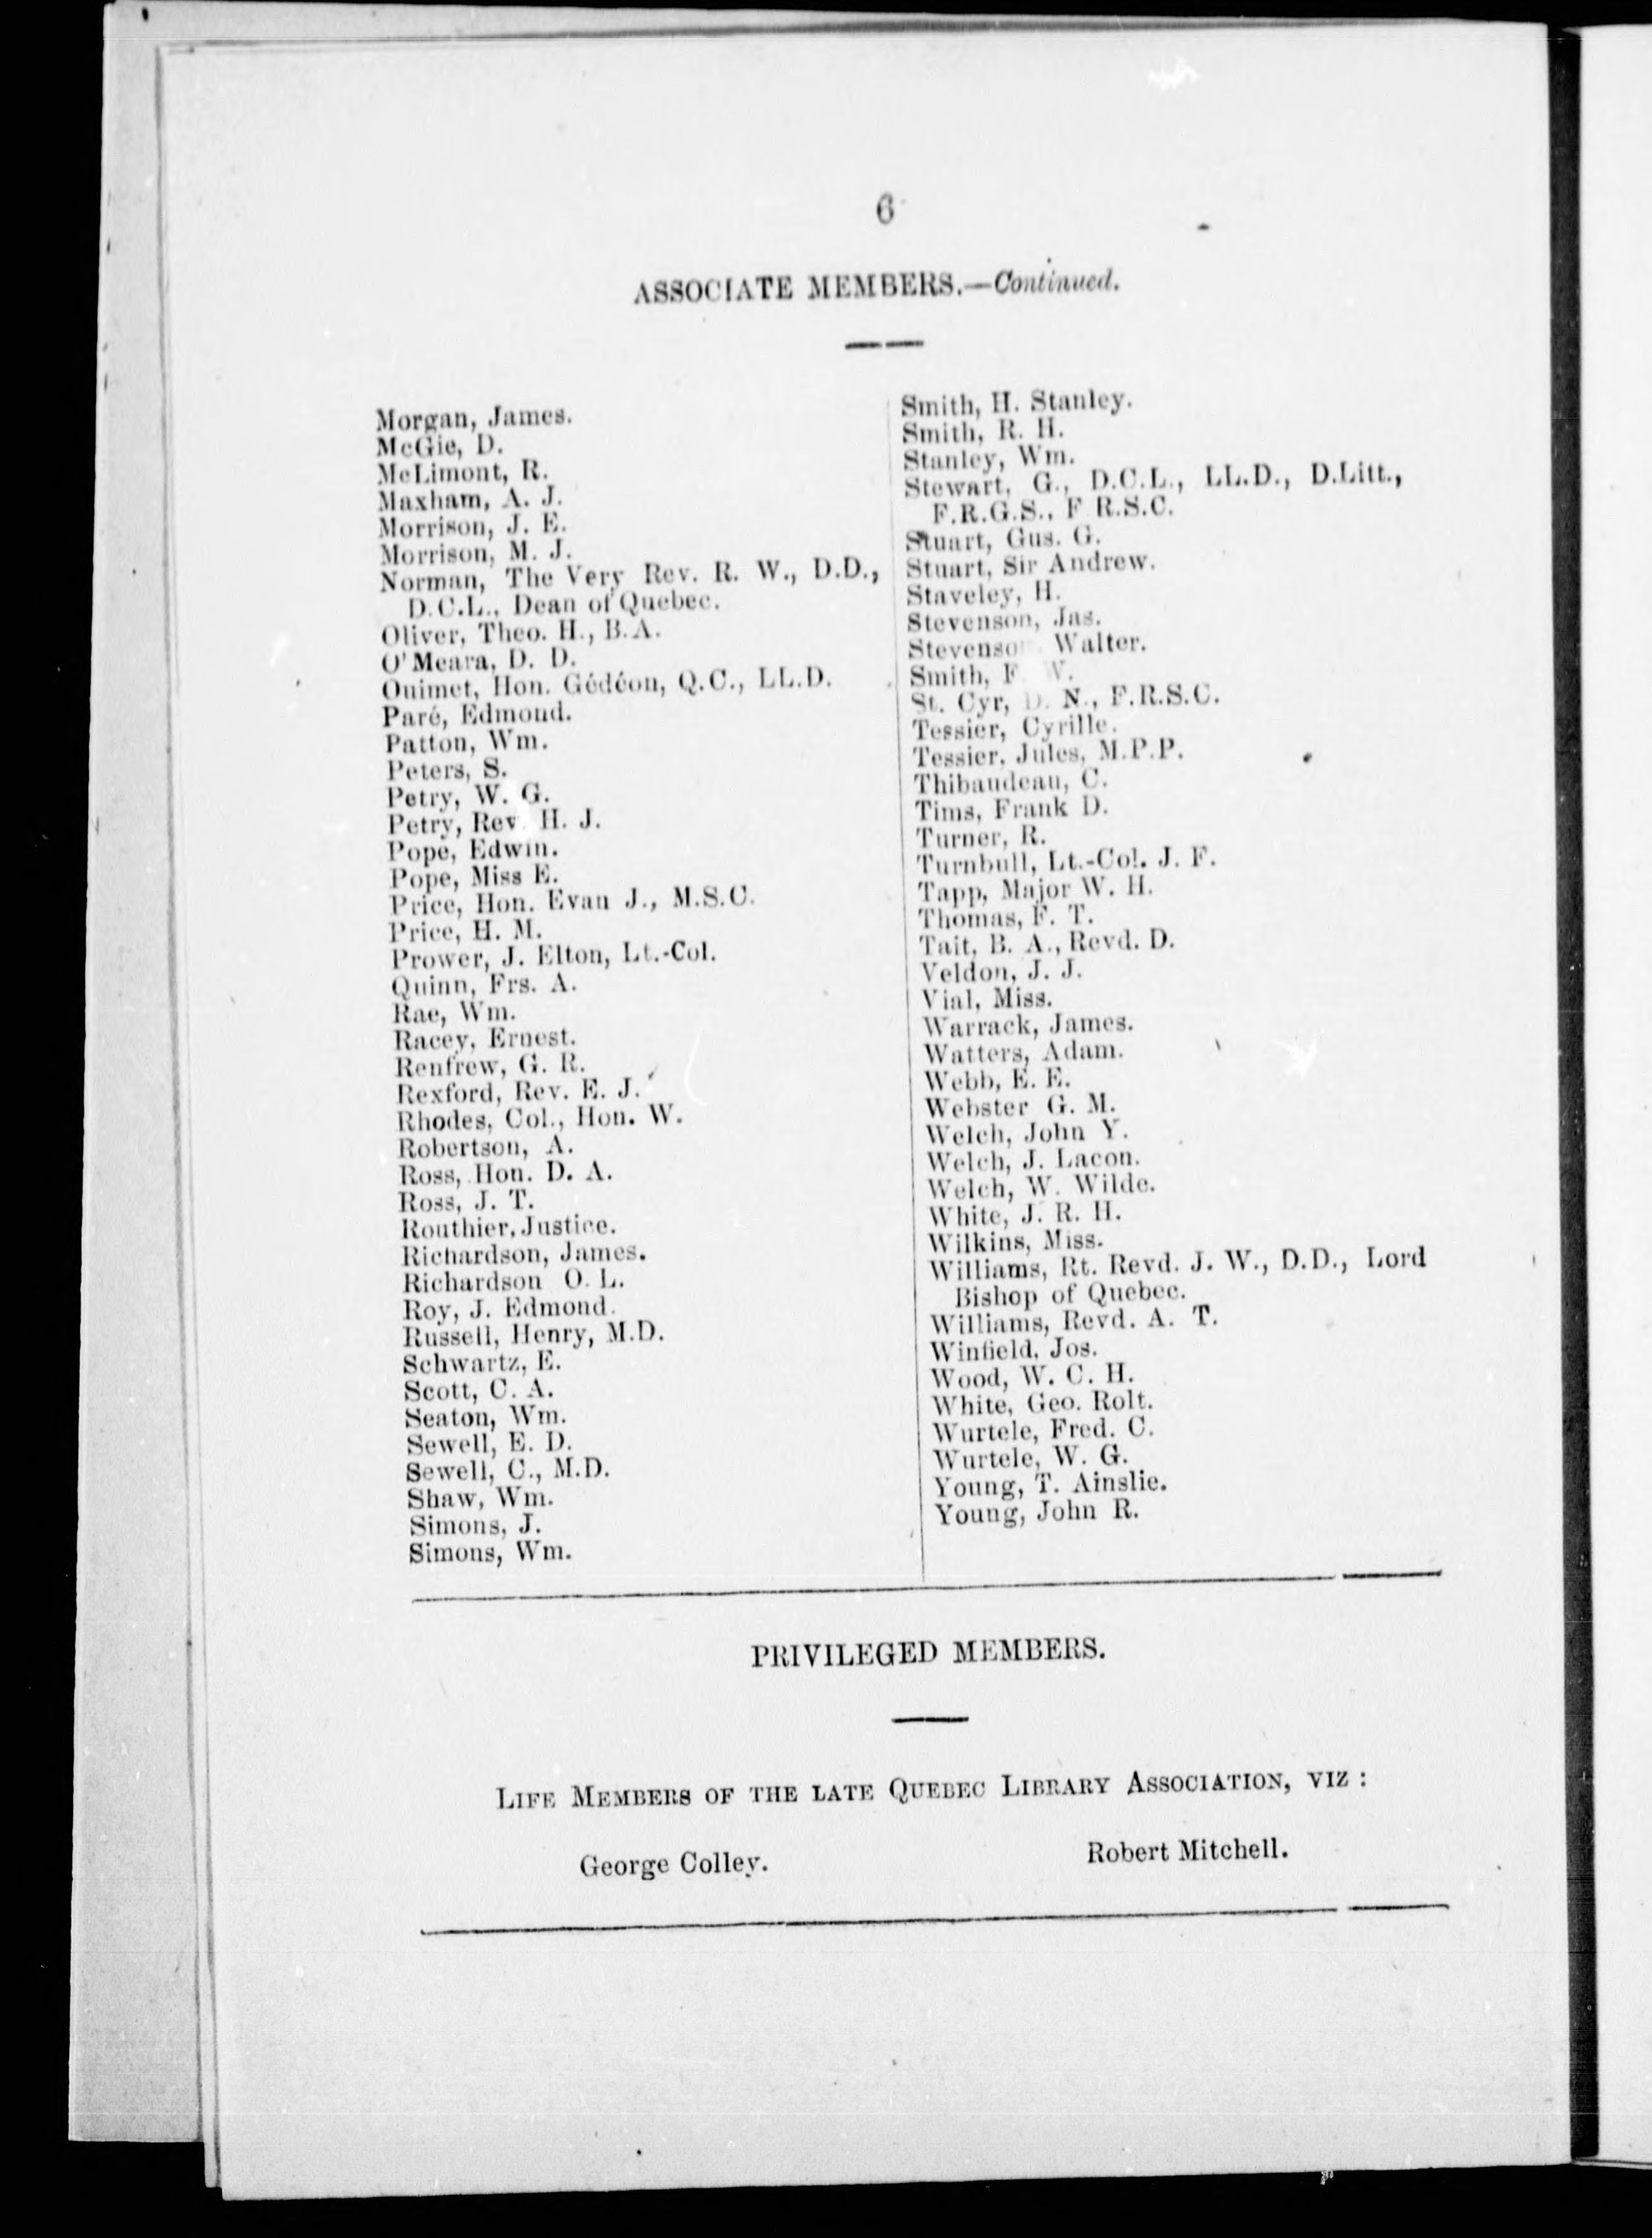 6
ASSOCIATE MEMBERS.—Continued.
Morgan, James.
McGie, D.
McLimont, R.
Maxham, A. J.
Morrison, J. E.
Morrison, M. J.
Norman, The Very Rev. R. W., D.D.,
D.C.L., Dean of Quebec.
Oliver, Theo. H., B.A.
O'Meara, D. D.
Ouimet, Hon. Gédéon, Q.C., LL.D.
Paré, Edmond.
Patton, Wm.
Peters, S.
Petry, W. G.
Petry, Rev. H. J.
Pope, Edwin.
Pope, Miss E.
Price, Hon. Evan J., M.S.C.
Price, H. M.
Prower, J. Elton, Lt.-Col.
Quinn, Frs. A.
Rae, Wm.
Racey, Ernest.
Renfrew, G. R.
Rexford, Rev. E. J.
Rhodes, Col., Hon. W.
Robertson, A.
Ross, Hon. D. A.
Ross, J. T.
Routhier, Justice.
Richardson, James.
Richardson O. L.
Roy, J. Edmond.
Russell, Henry, M.D.
Schwartz, E.
Scott, C. A.
Seaton, Wm.
Sewell, E. D.
Sewell, C., M.D.
Shaw, Wm.
Simons, J.
Simons, Wm.
Smith, H. Stanley.
Smith, R. H.
Stanley, Wm.
Stewart, G., D.C.L., LL.D., D.Litt.,
F.R.G.S., F R.S.C.
Stuart, Gus. G.
Stuart, Sir Andrew.
Staveley, H.
Stevenson, Jas.
Walter.
Smith, F.
St. Cyr, D. N., F.R.S.C.
Tessier, Cyrille.
Tessier, Jules, M.P.P.
Thibaudeau, C.
Tims, Frank D.
Turner, R.
Turnbull, Lt.-Col. J. F.
Tapp, Major W. H.
Thomas, F. T.
Tait, B. A., Revd. D.
Veldon, J. J.
Vial, Miss.
Warrack, James.
Watters, Adam.
Webb, E. E.
Webster G. M.
Welch, John Y.
Welch, J. Lacon.
Welch, W. Wilde.
White, J. R. H.
Wilkins, Miss.
Williams, Rt. Revd. J. W., D.D., Lord
Bishop of Quebec.
Williams, Revd. A. T.
Winfield, Jos.
Wood, W. C. H.
White, Geo. Rolt.
Wurtele, Fred. C.
Wurtele, W. G.
Young, T. Ainslie.
Young, John R.
PRIVILEGED MEMBERS.
LIFE MEMBERS OF THE LATE QUEBEC LIBRARY ASSOCIATION, VIZ :
George Colley.
Robert Mitchell.